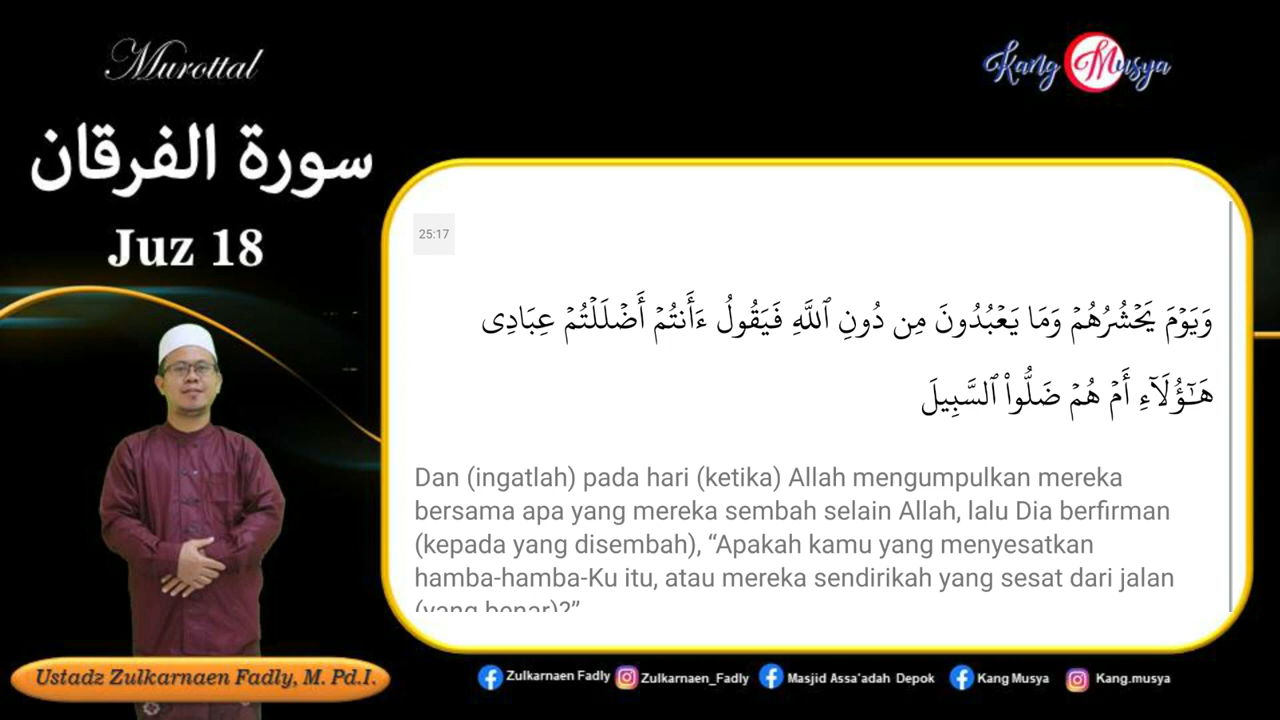 Murottal
Kang Musya
سورة الفرقان
Juz 18
25:17
وَيَوْمَ يَحْشُرُهُمْ وَمَا يَعْبُدُونَ مِن دُونِ ٱللَّهِ فَيَقُولُ ءَأَنتُمْ أَضْلَلْتُمْ عِبَادِى
هَـٰٓؤُلَآءِ أَمْ هُمْ ضَلُّوا۟ ٱلسَّبِيلَ
Dan (ingatlah) pada hari (ketika) Allah mengumpulkan mereka
bersama apa yang mereka sembah selain Allah, lalu Dia berfirman
(kepada yang disembah), “Apakah kamu yang menyesatkan
hamba-hamba-Ku itu, atau mereka sendirikah yang sesat dari jalan
(yang benar)?”
Ustadz Zulkarnaen Fadly, M. Pd.I.
Zulkarnaen Fadly Zulkarnaen_Fadly Masjid Assa'adah Depok Kang Musya Kang.musya